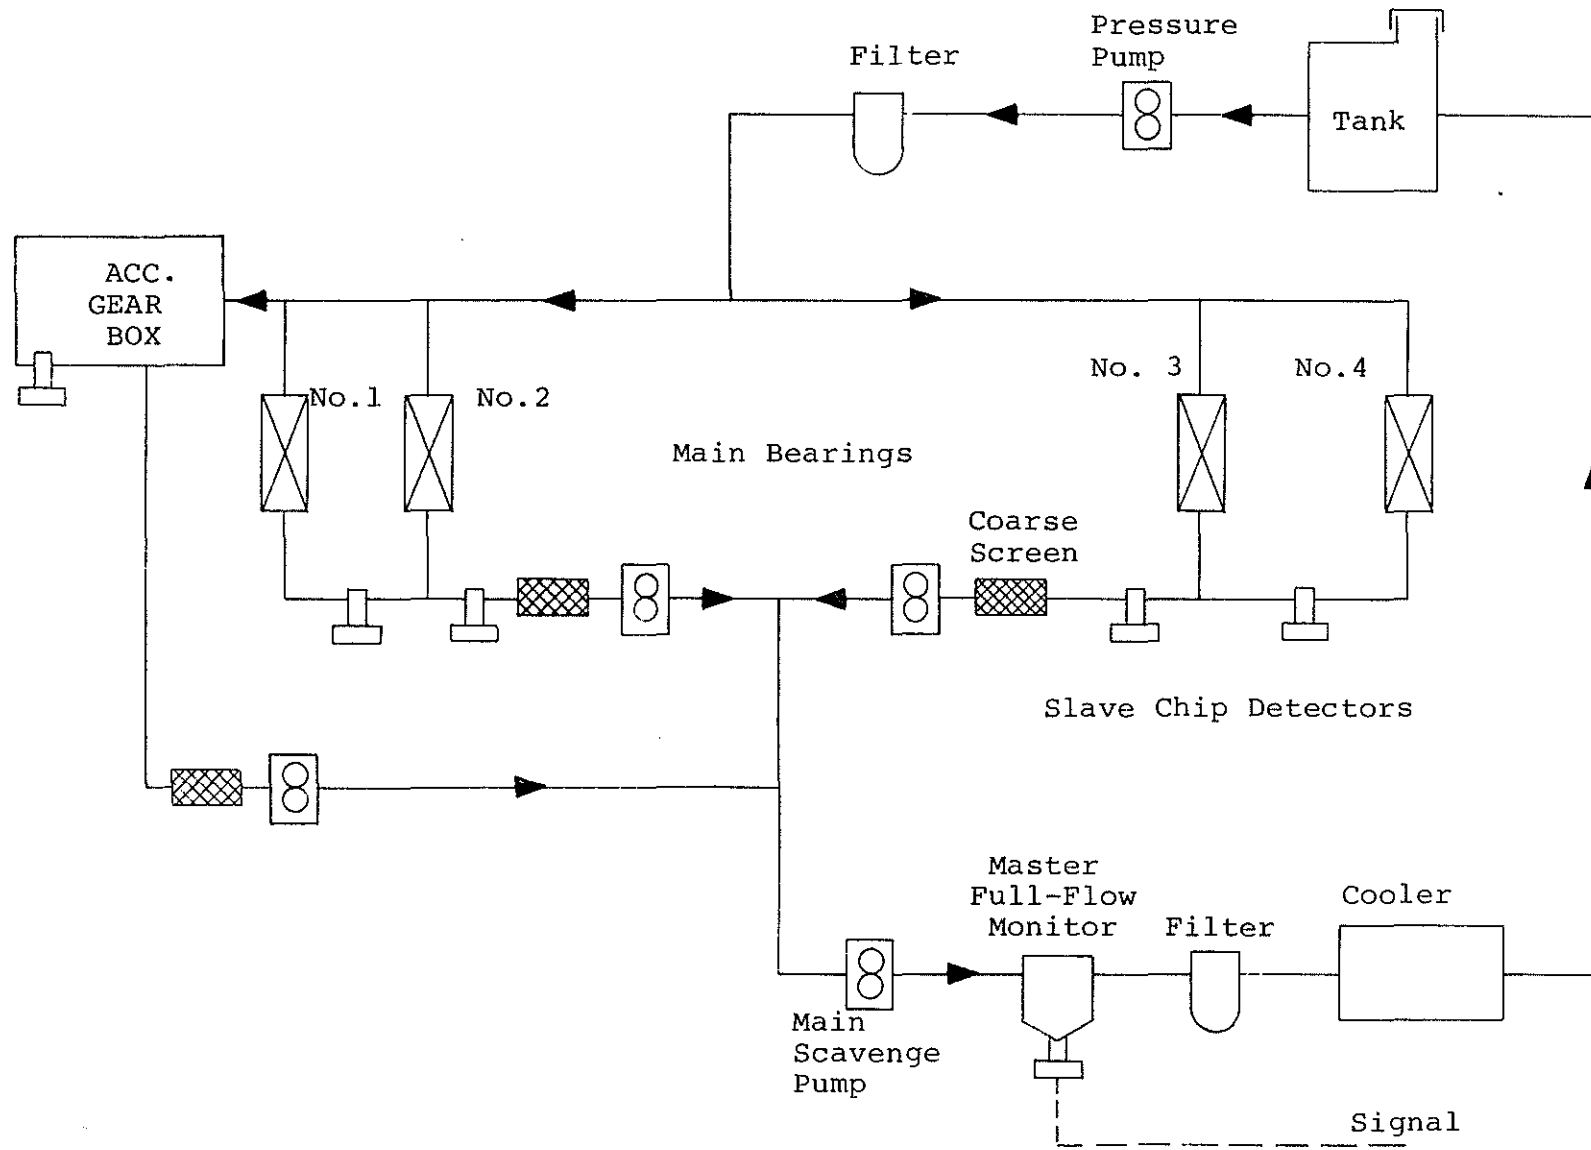 Pressure
Pump
Filter
Tank
ACC.
GEAR
BOX
No.1
No.2
No. 3
No.4
Main Bearings
Coarse
Screen
Slave Chip Detectors
Master
Full-Flow
Monitor
Filter
Cooler
Main
Scavenge
Pump
Signal